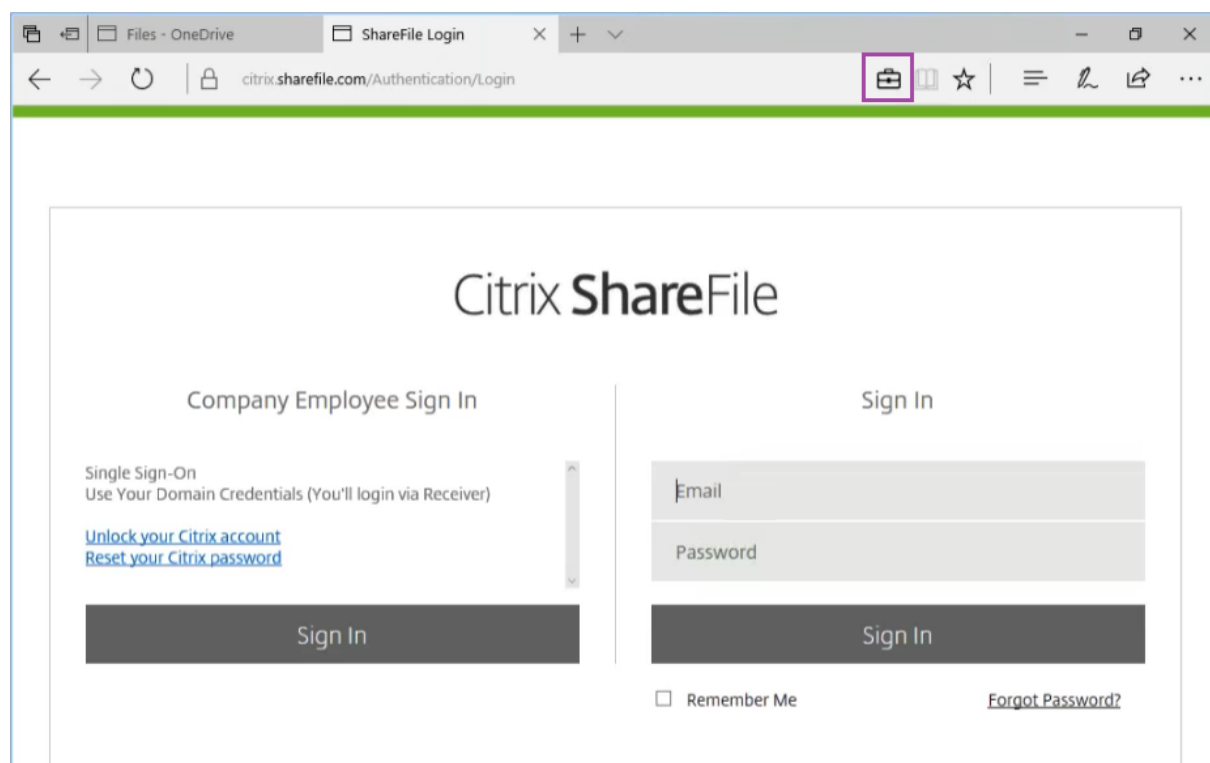 Files - OneDrive
ShareFile Login
citrix.sharefile.com/Authentication/Login
Citrix ShareFile
Company Employee Sign In
Single Sign-On
Use Your Domain Credentials (You'll login via Receiver)
Unlock your Citrix account
Reset your Citrix password
Sign In
Sign In
Email
Password
Sign In
Remember Me
Forgot Password?